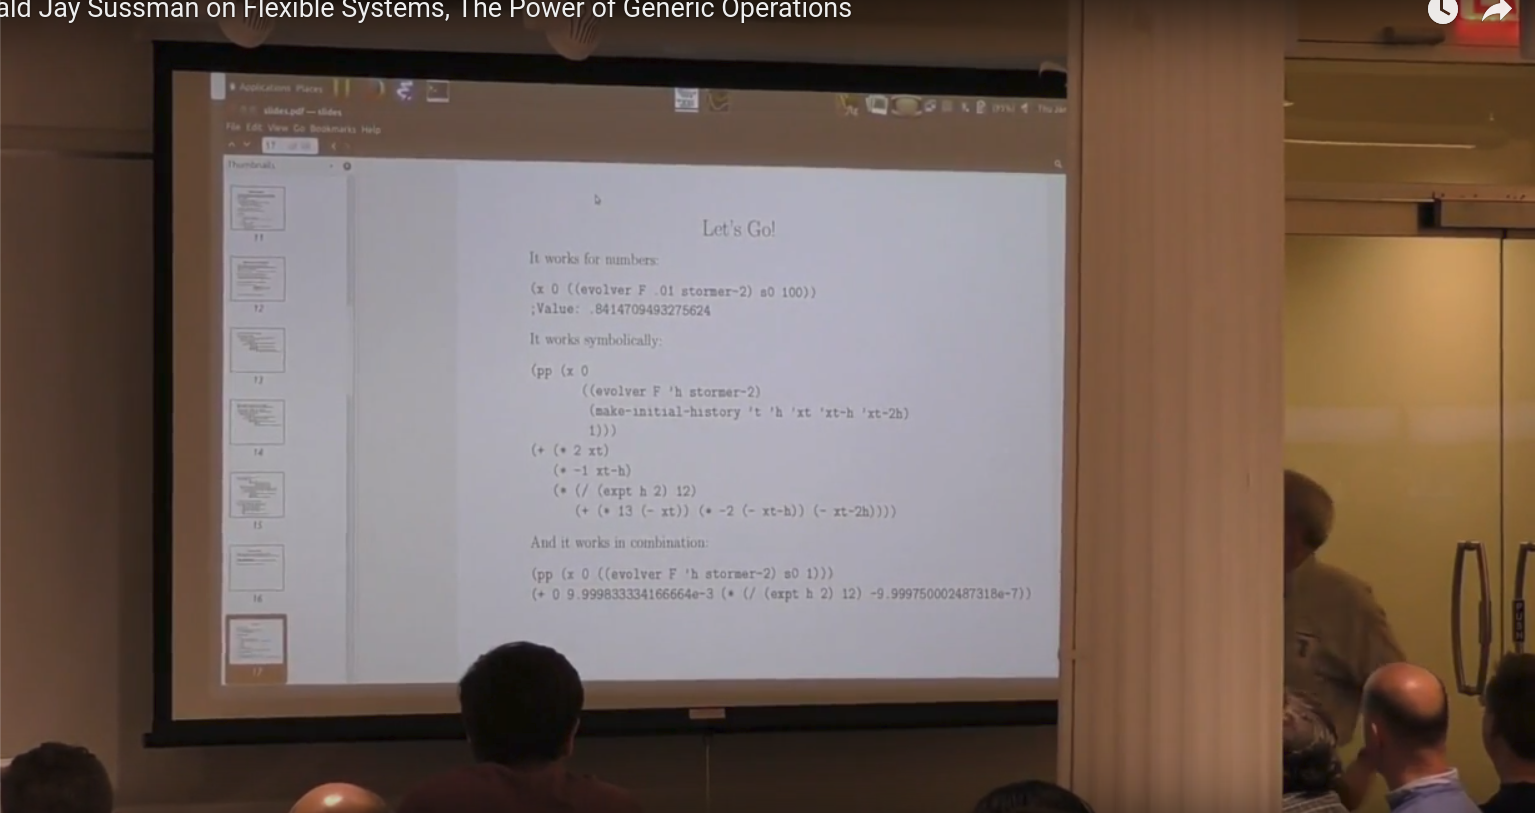 ald Jay Sussman on Flexible Systems, The Power of Generic Operations
Applications Places
slides.pdf — slides
File Edit View Go Bookmarks Help
17
Thumbnails
11
12
13
14
15
16
17
Let's Go!
It works for numbers:
(x 0 ((evolver F .01 stormer-2) s0 100))
;Value: .8414709493275624
It works symbolically:
(pp (x 0
((evolver F 'h stormer-2)
(make-initial-history 't 'h 'xt 'xt-h 'xt-2h)
1)))
(+ (* 2 xt)
(* -1 xt-h)
(* (/ (expt h 2) 12)
(+ (* 13 (- xt)) (* -2 (- xt-h)) (- xt-2h))))
And it works in combination:
(pp (x 0 ((evolver F 'h stormer-2) s0 1)))
(+ 0 9.999833334166664e-3 (* (/ (expt h 2) 12) -9.999750002487318e-7))
PUSH